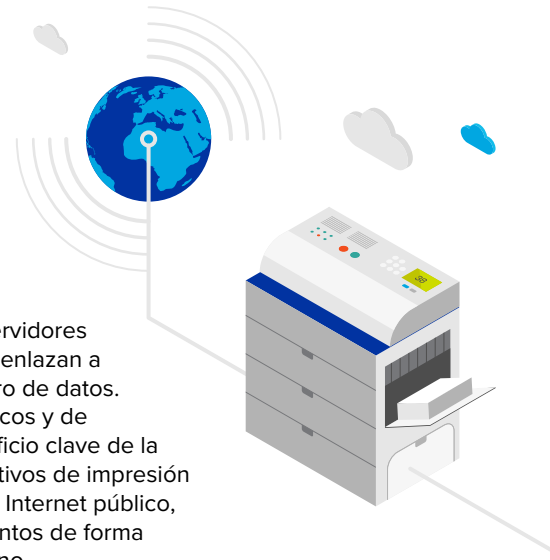 38
ervidores
enlazan a
ro de datos.
cos y de
ficio clave de la
tivos de impresión
Internet público,
ntos de forma